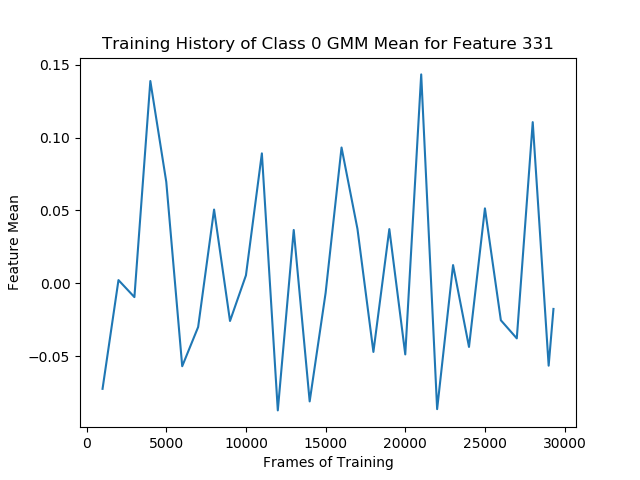 Training History of Class 0 GMM Mean for Feature 331
0.15
0.10
0.05
0.00
−0.05
Feature Mean
0 5000 10000 15000 20000 25000 30000
Frames of Training